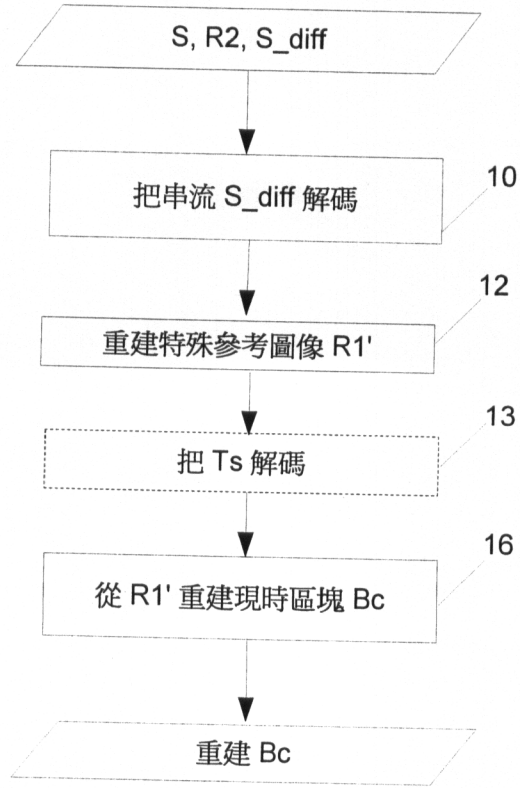 S, R2, S_diff
把串流 S_diff 解碼
10
12
重建特殊參考圖像 R1'
13
把 Ts 解碼
16
從 R1' 重建現時區塊 Bc
重建 Bc